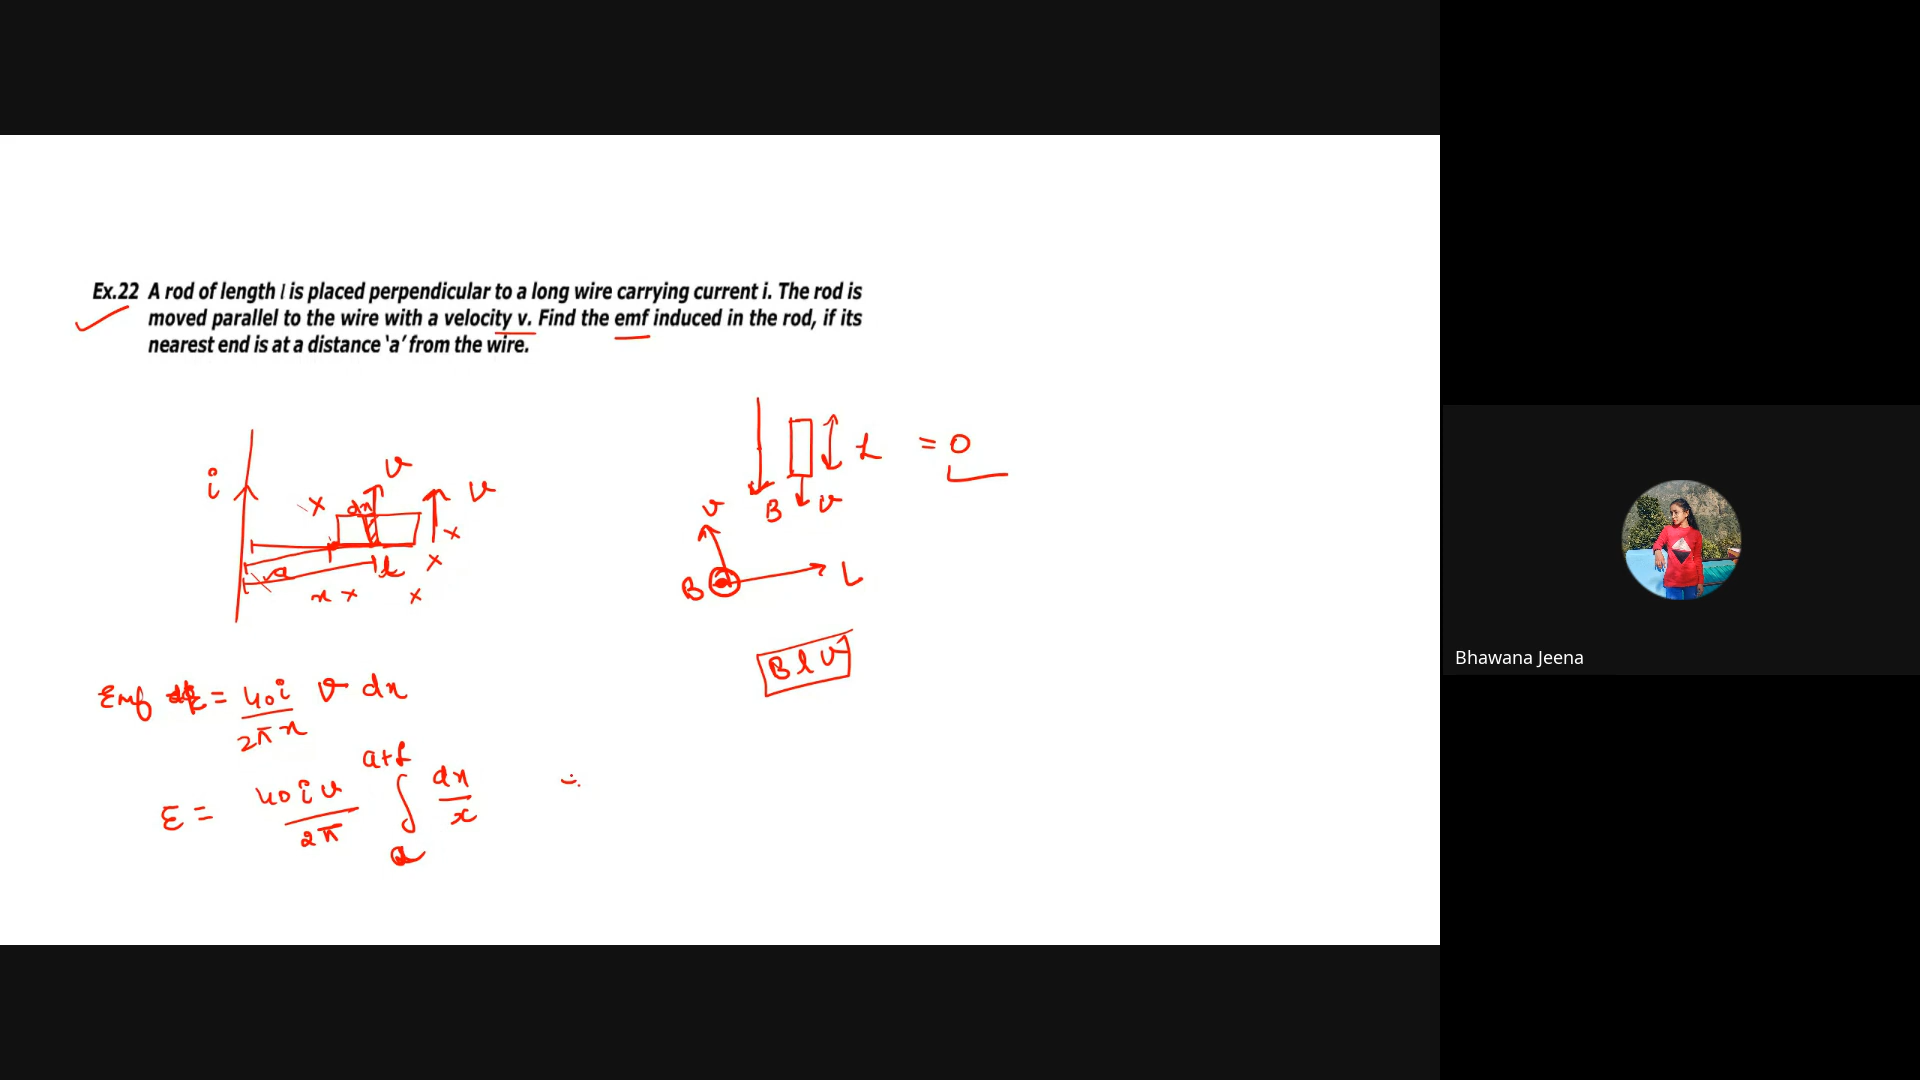 Ex.22 A rod of length l is placed perpendicular to a long wire carrying current i. The rod is
moved parallel to the wire with a velocity v. Find the emf induced in the rod, if its
nearest end is at a distance 'a' from the wire.
i
v
v
x
dx
x
a
l
x
x
x
x
L = 0
B
v
v
B
L
B l v
Emf dE = μ0i/2πx v dx
E = μ0iv/2π ∫ₐᵃ⁺ˡ dx/x =
Bhawana Jeena